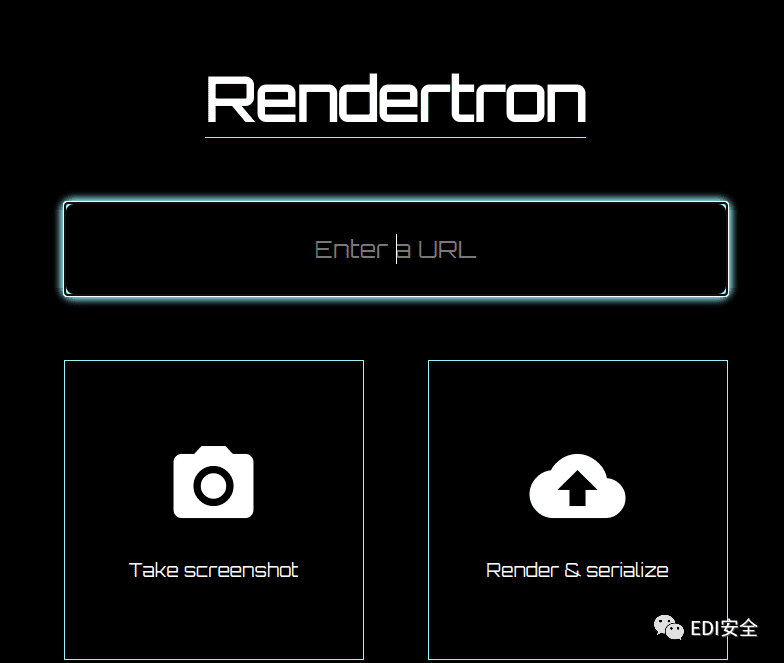 Rendertron
Enter a URL
Take screenshot
Render & serialize
EDI安全